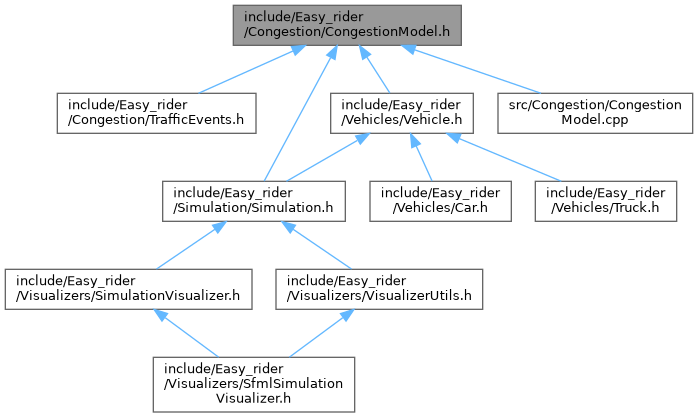 include/Easy_rider
/Congestion/CongestionModel.h
include/Easy_rider
/Congestion/TrafficEvents.h
include/Easy_rider
/Vehicles/Vehicle.h
src/Congestion/Congestion
Model.cpp
include/Easy_rider
/Simulation/Simulation.h
include/Easy_rider
/Vehicles/Car.h
include/Easy_rider
/Vehicles/Truck.h
include/Easy_rider
/Visualizers/SimulationVisualizer.h
include/Easy_rider
/Visualizers/VisualizerUtils.h
include/Easy_rider
/Visualizers/SfmlSimulation
Visualizer.h